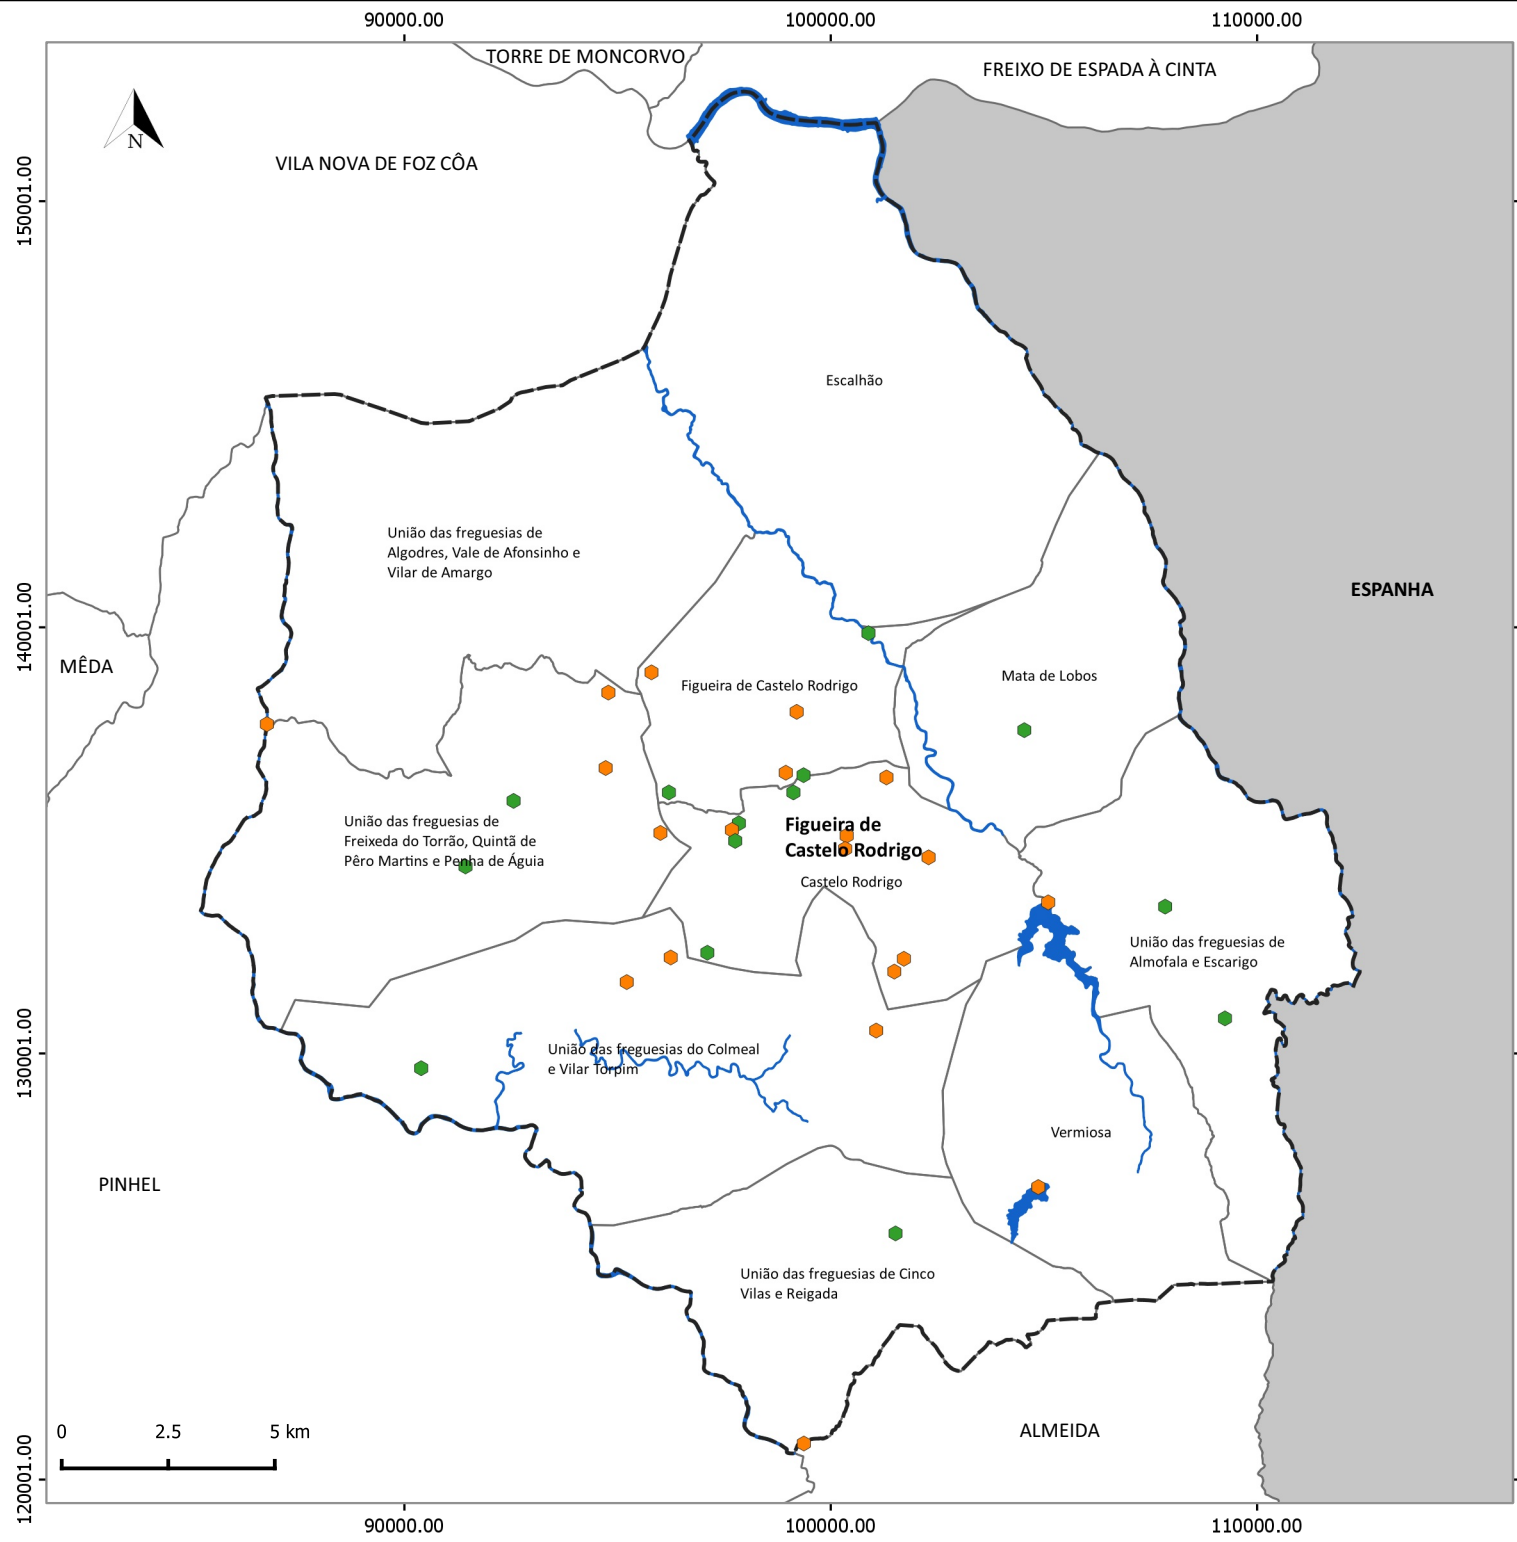 90000.00
100000.00
110000.00
TORRE DE MONCORVO
FREIXO DE ESPADA À CINTA
N
VILA NOVA DE FOZ CÔA
150001.00
Escalhão
União das freguesias de
Algodres, Vale de Afonsinho e
Vilar de Amargo
ESPANHA
140001.00
MÊDA
Figueira de Castelo Rodrigo
Mata de Lobos
União das freguesias de
Freixeda do Torrão, Quintã de
Pêro Martins e Penha de Águia
Figueira de
Castelo Rodrigo
Castelo Rodrigo
União das freguesias de
Almofala e Escarigo
130001.00
União das freguesias do Colmeal
e Vilar Torpim
Vermiosa
PINHEL
União das freguesias de Cinco
Vilas e Reigada
0
2.5
5 km
ALMEIDA
120001.00
90000.00
100000.00
110000.00